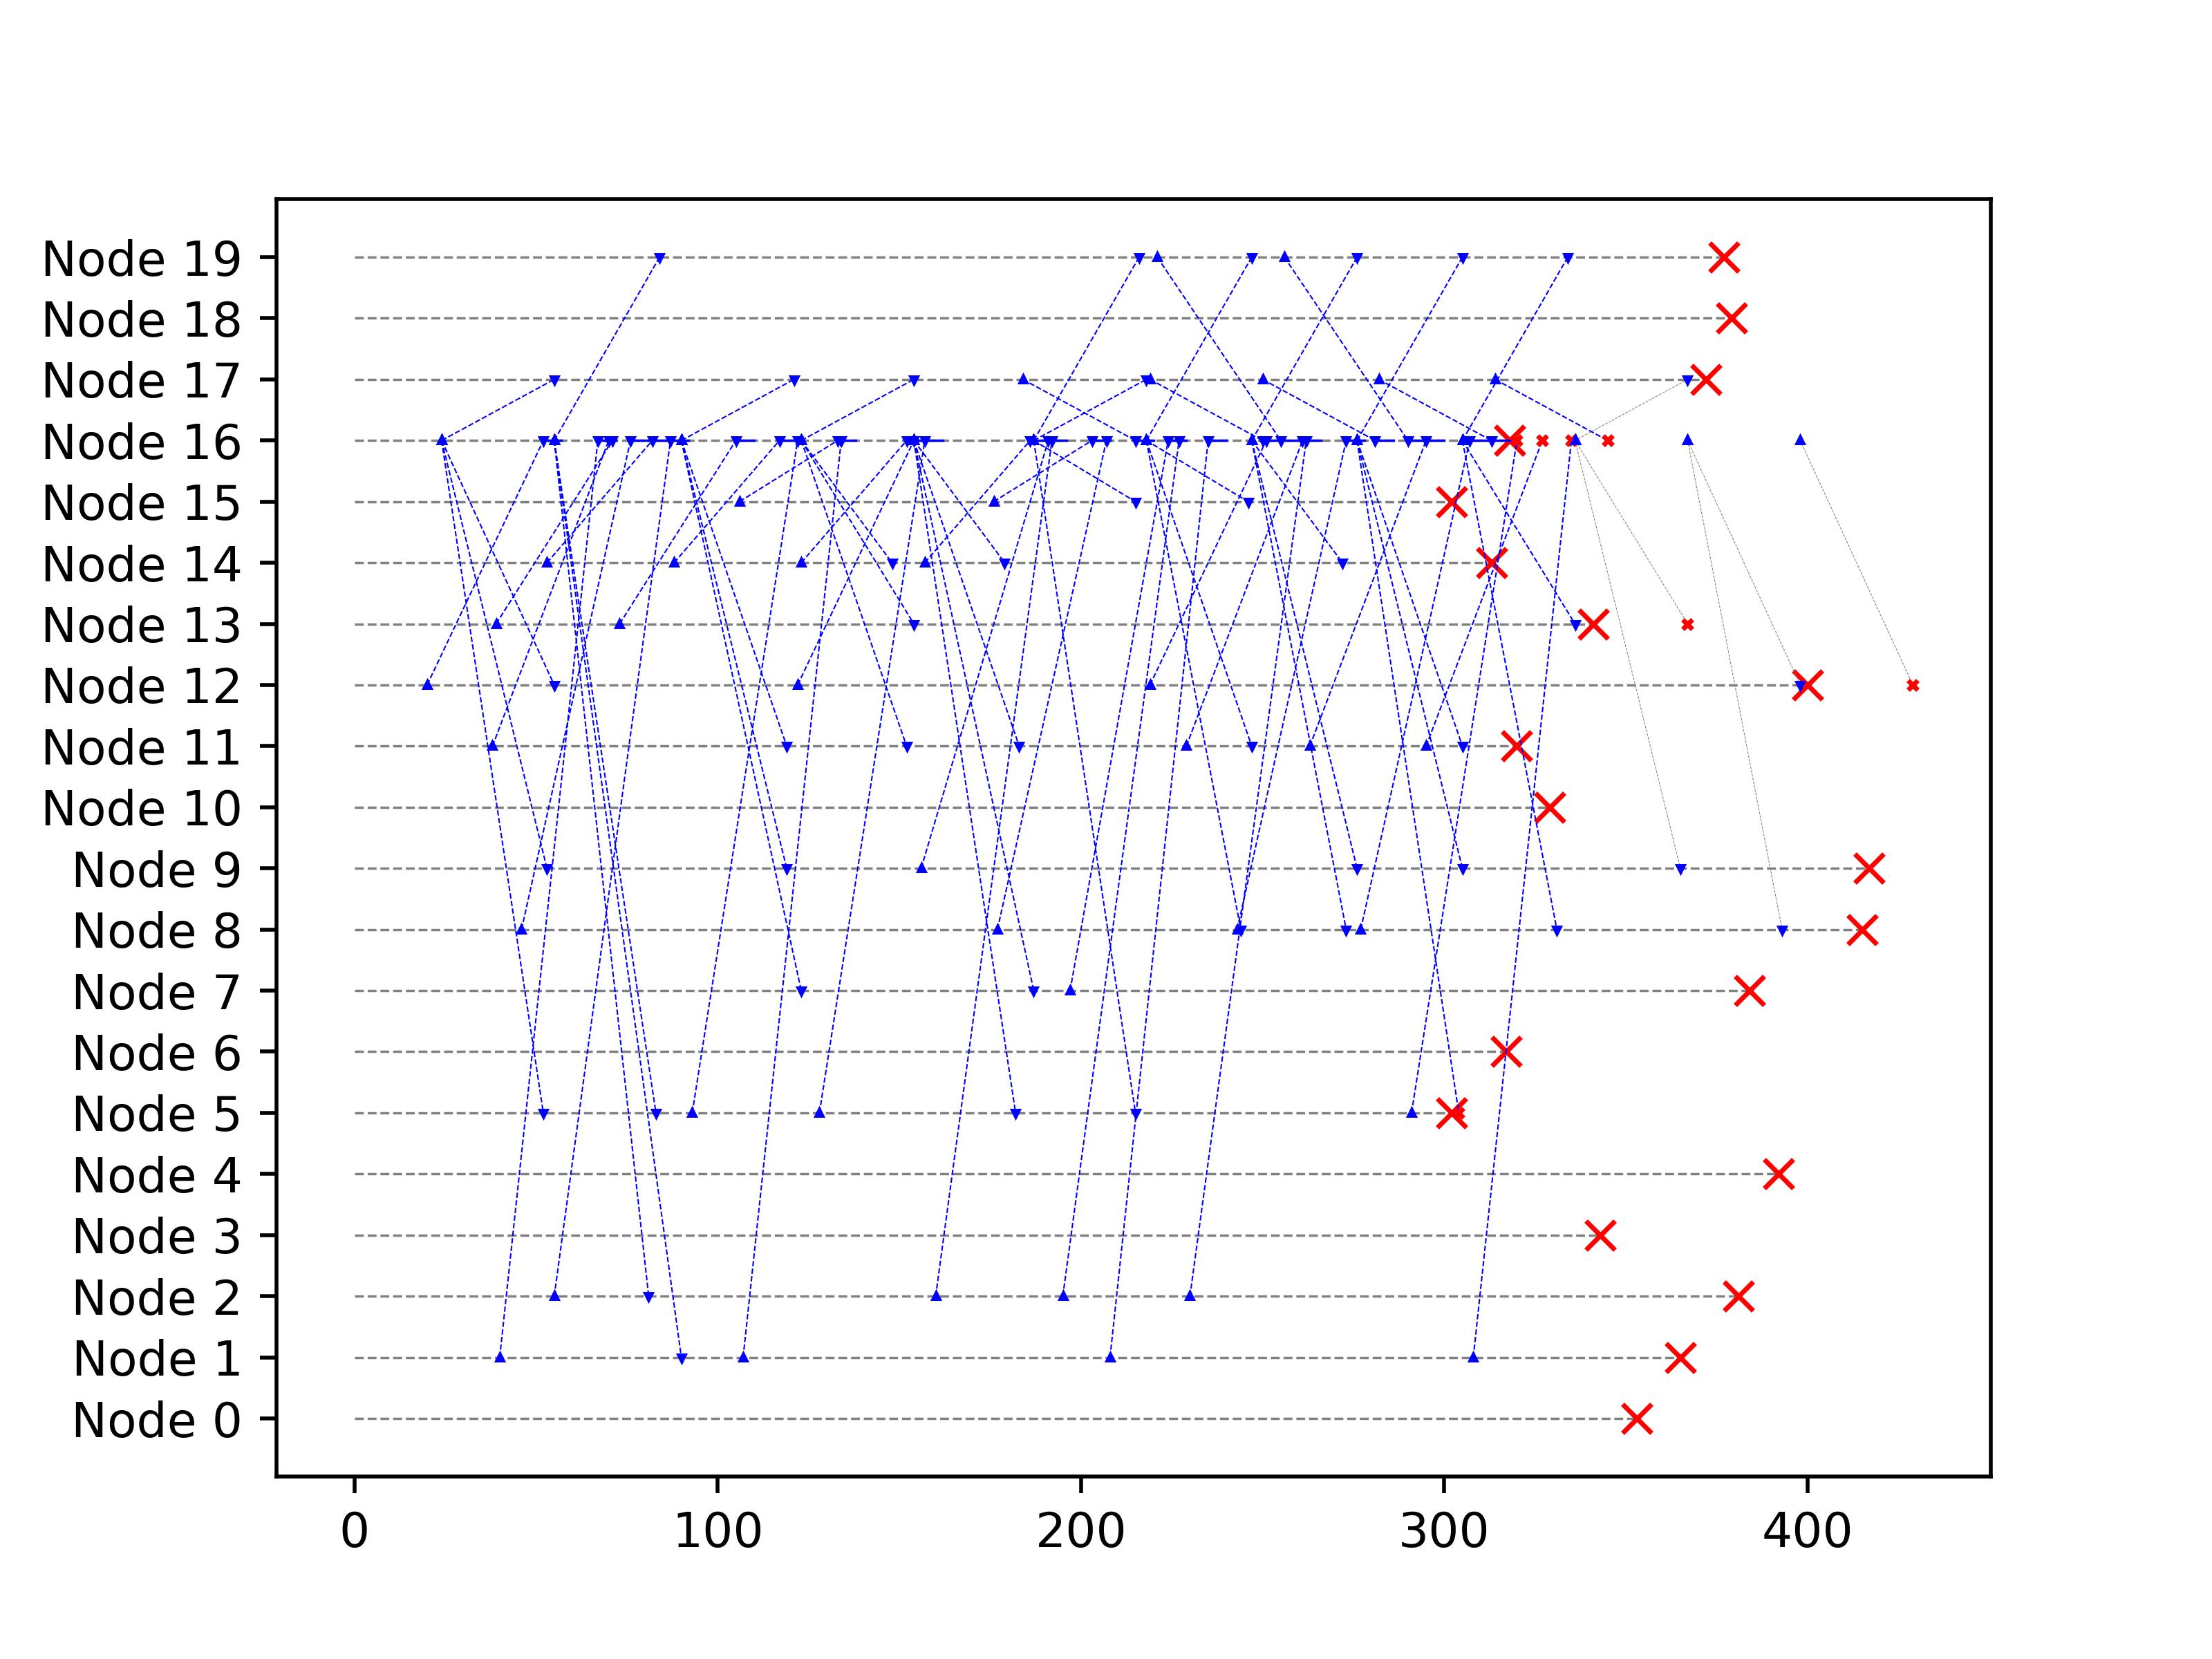 Node 19
Node 18
Node 17
Node 16
Node 15
Node 14
Node 13
Node 12
Node 11
Node 10
Node 9
Node 8
Node 7
Node 6
Node 5
Node 4
Node 3
Node 2
Node 1
Node 0
0 100 200 300 400